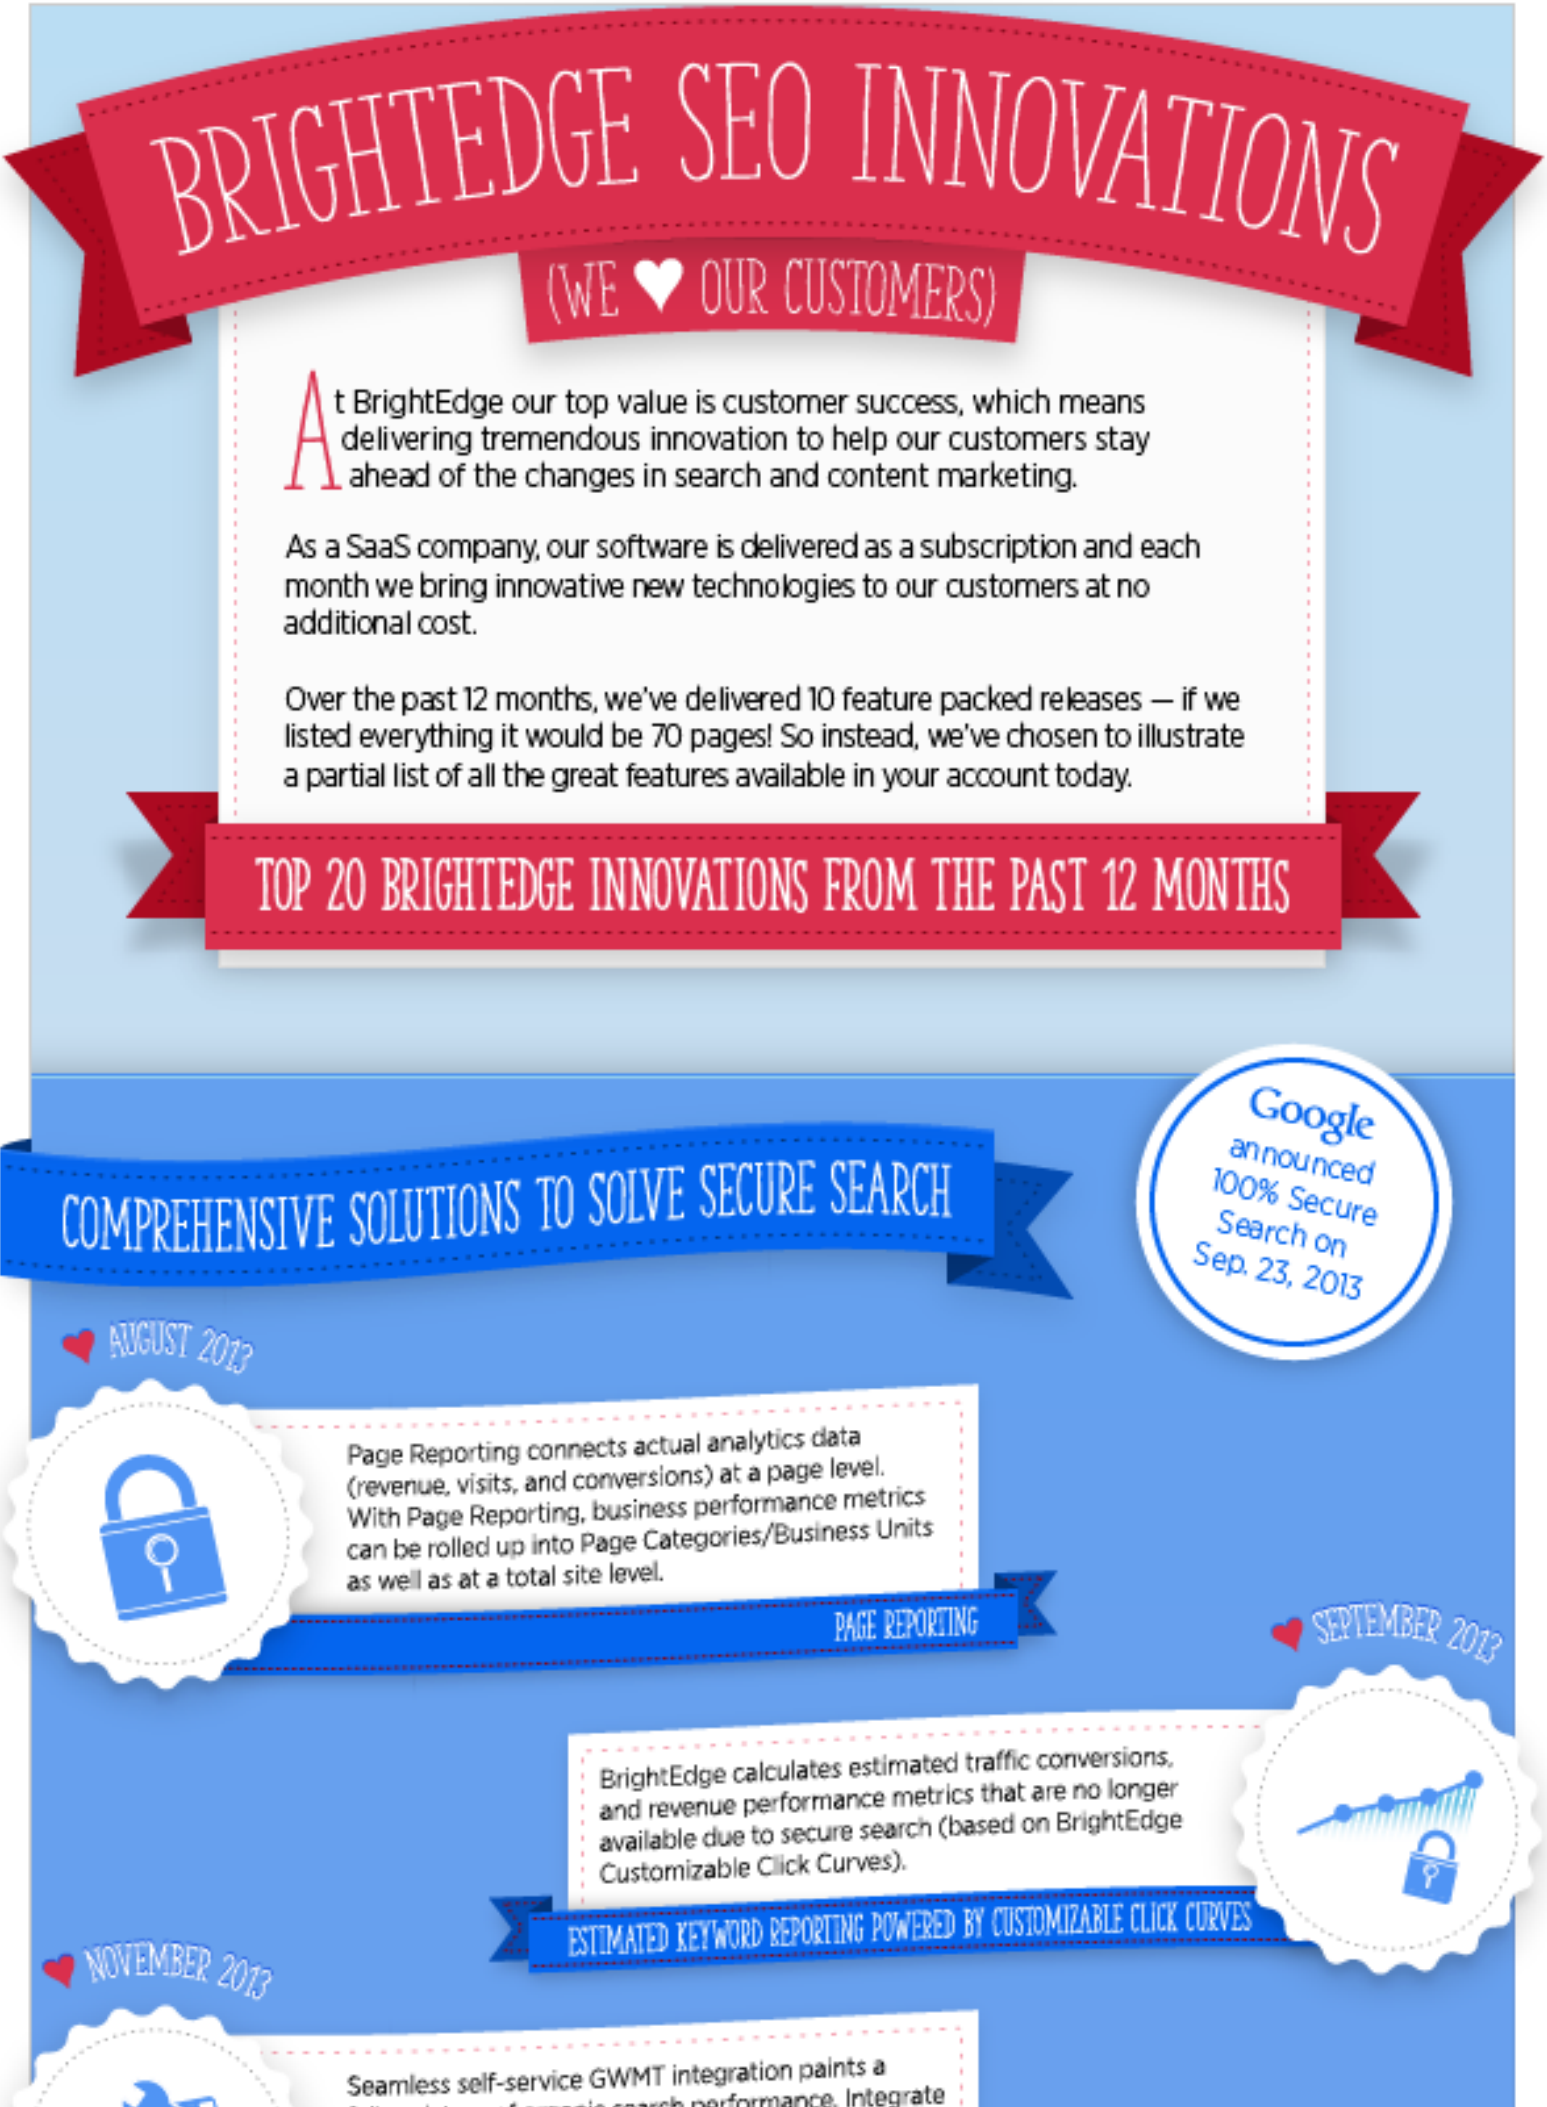 BRIGHTEDGE SEO INNOVATIONS
(WE ♥ OUR CUSTOMERS)
At BrightEdge our top value is customer success, which means
delivering tremendous innovation to help our customers stay
ahead of the changes in search and content marketing.
As a SaaS company, our software is delivered as a subscription and each
month we bring innovative new technologies to our customers at no
additional cost.
Over the past 12 months, we've delivered 10 feature packed releases — if we
listed everything it would be 70 pages! So instead, we've chosen to illustrate
a partial list of all the great features available in your account today.
TOP 20 BRIGHTEDGE INNOVATIONS FROM THE PAST 12 MONTHS
Google
announced
100% Secure
Search on
Sep. 23, 2013
COMPREHENSIVE SOLUTIONS TO SOLVE SECURE SEARCH
AUGUST 2013
Page Reporting connects actual analytics data
(revenue, visits, and conversions) at a page level.
With Page Reporting, business performance metrics
can be rolled up into Page Categories/Business Units
as well as at a total site level.
PAGE REPORTING
SEPTEMBER 2013
BrightEdge calculates estimated traffic conversions,
and revenue performance metrics that are no longer
available due to secure search (based on BrightEdge
Customizable Click Curves).
ESTIMATED KEYWORD REPORTING POWERED BY CUSTOMIZABLE CLICK CURVES
NOVEMBER 2013
Seamless self-service GWMT integration paints a
of organic search performance. Integrate